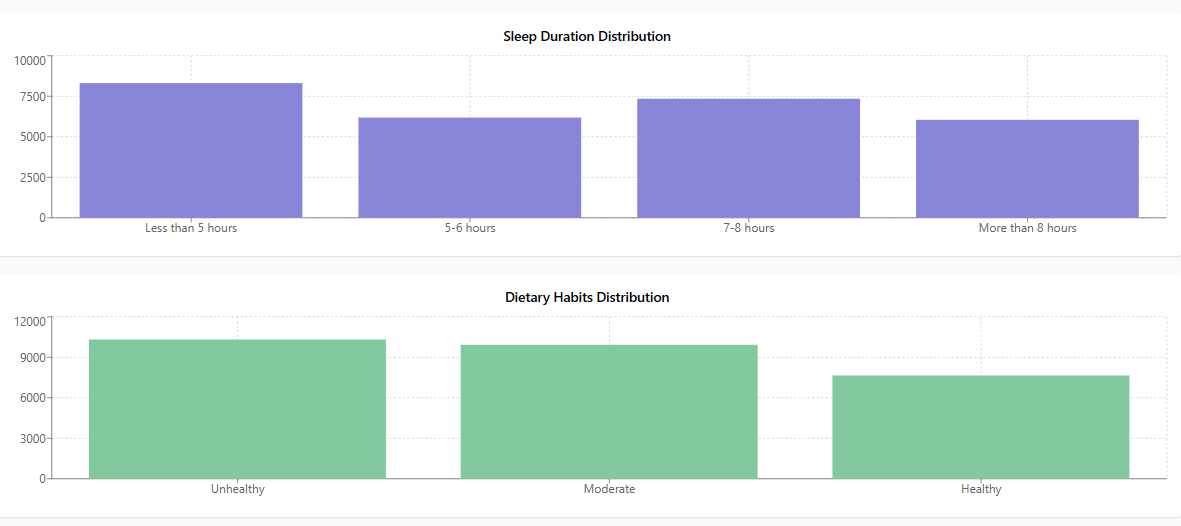 Sleep Duration Distribution
10000
7500
5000
2500
0
Less than 5 hours 5-6 hours 7-8 hours More than 8 hours
Dietary Habits Distribution
12000
9000
6000
3000
0
Unhealthy Moderate Healthy